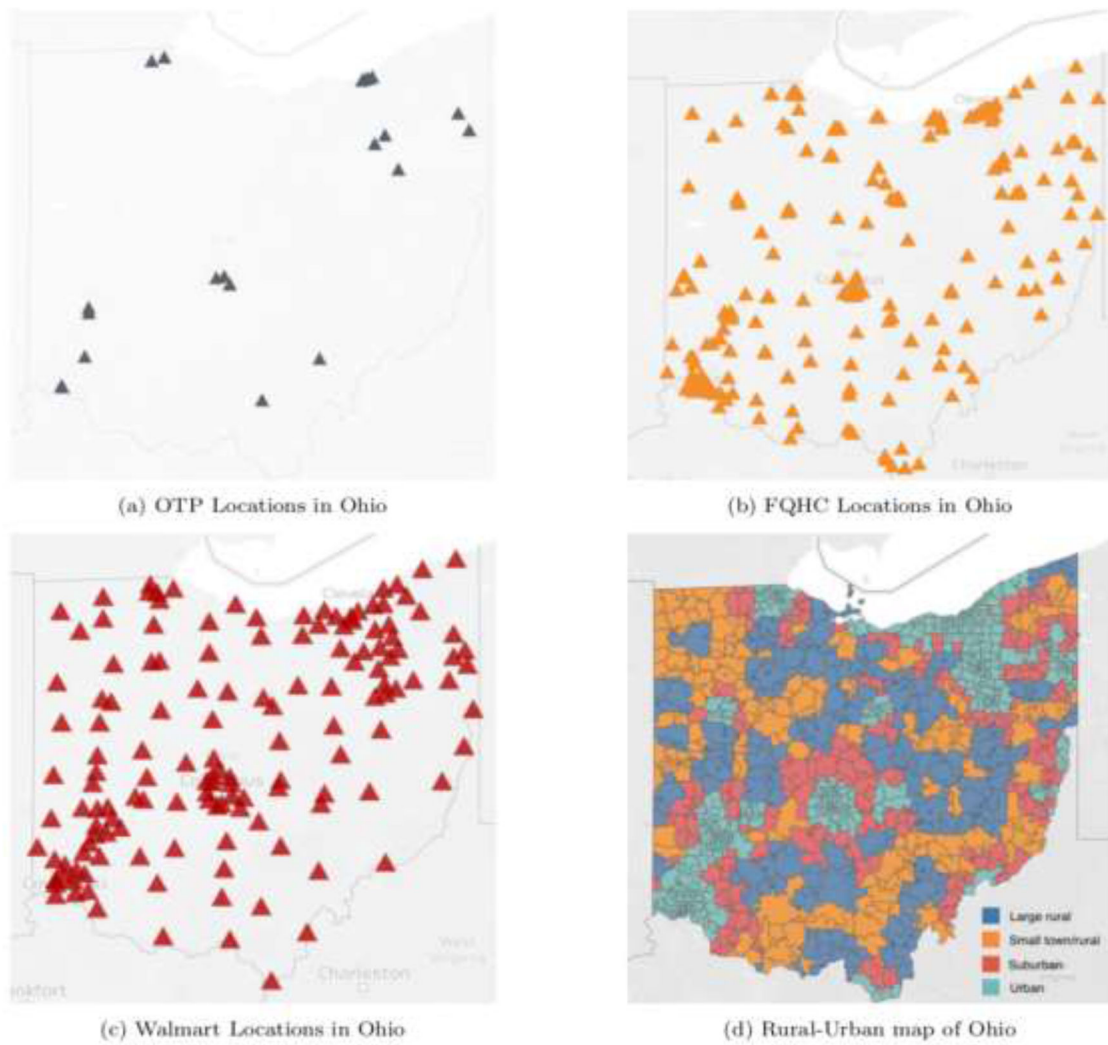 (a) OTP Locations in Ohio
(b) FQHC Locations in Ohio
Charleston
(c) Walmart Locations in Ohio
Charleston
Large rural
Small town/rural
Suburban
Urban
(d) Rural-Urban map of Ohio